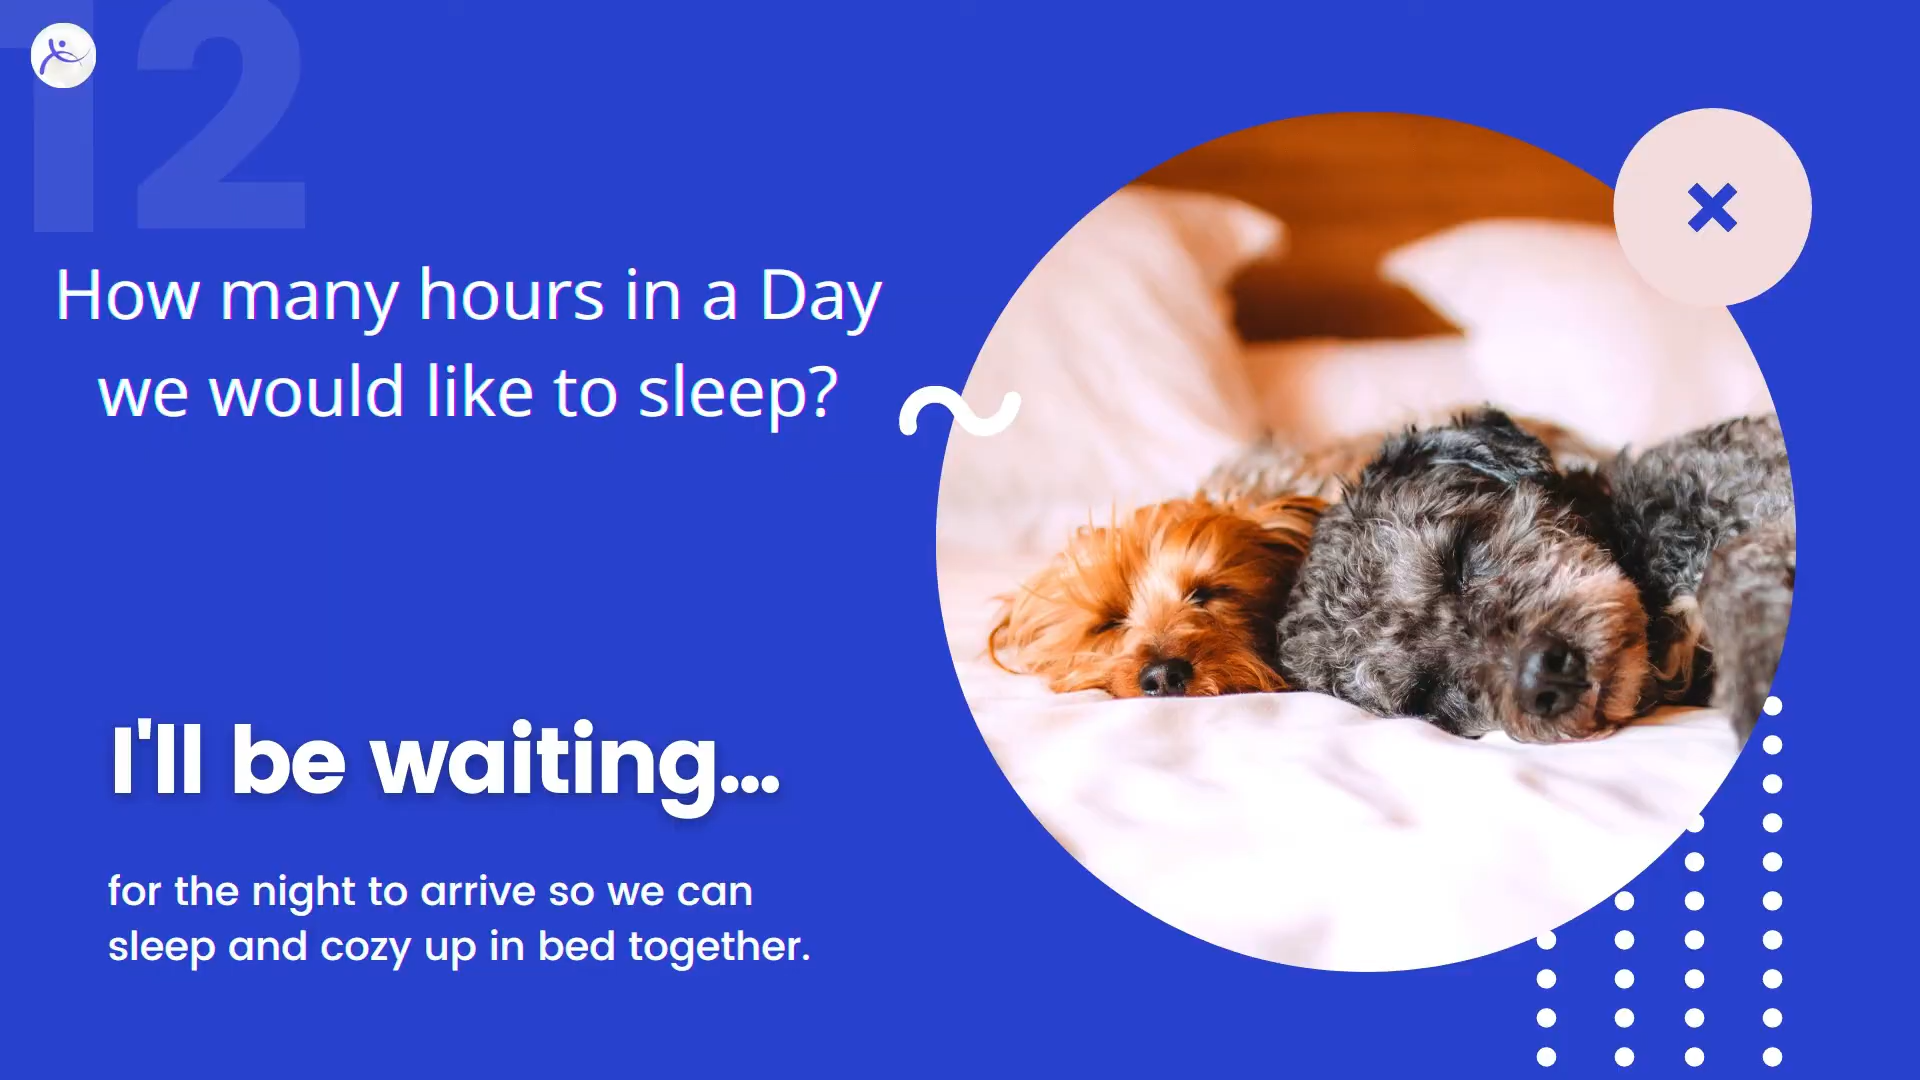 12
How many hours in a Day
we would like to sleep?
I'll be waiting...
for the night to arrive so we can
sleep and cozy up in bed together.